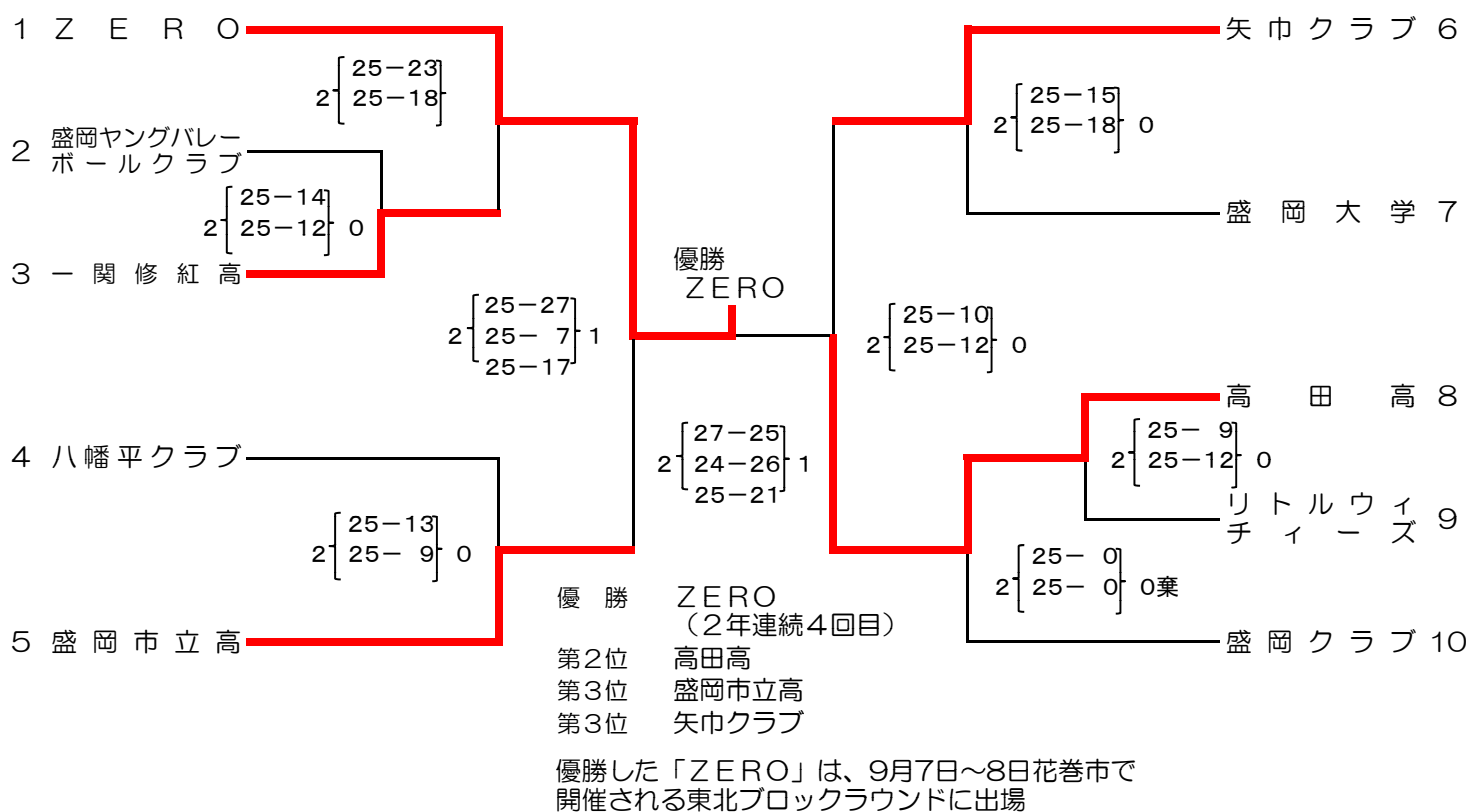 1 ＺＥＲＯ
2 25－23
25－18
2 盛岡ヤングバレー
ボールクラブ
2 25－14 0
25－12
3 一関修紅高
2 25－27 1
25－ 7
25－17
4 八幡平クラブ
2 25－13 0
25－ 9
5 盛岡市立高
優勝
ＺＥＲＯ
2 27－25 1
24－26
25－21
矢巾クラブ 6
2 25－15 0
25－18
盛岡大学 7
2 25－10 0
25－12
高田高 8
2 25－ 9 0
25－12
リトルウィ
チィーズ 9
2 25－ 0 0棄
25－ 0
盛岡クラブ 10
優 勝 ＺＥＲＯ
（２年連続４回目）
第２位 高田高
第３位 盛岡市立高
第３位 矢巾クラブ
優勝した「ＺＥＲＯ」は、9月7日～8日花巻市で
開催される東北ブロックラウンドに出場